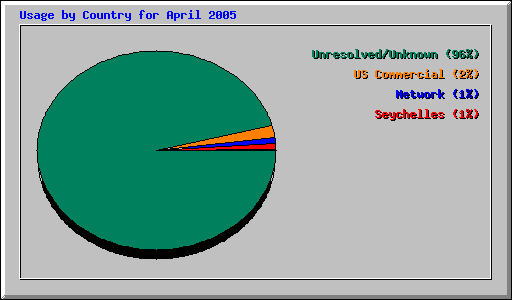 Usage by Country for April 2005
Unresolved/Unknown (96%)
US Commercial (2%)
Network (1%)
Seychelles (1%)